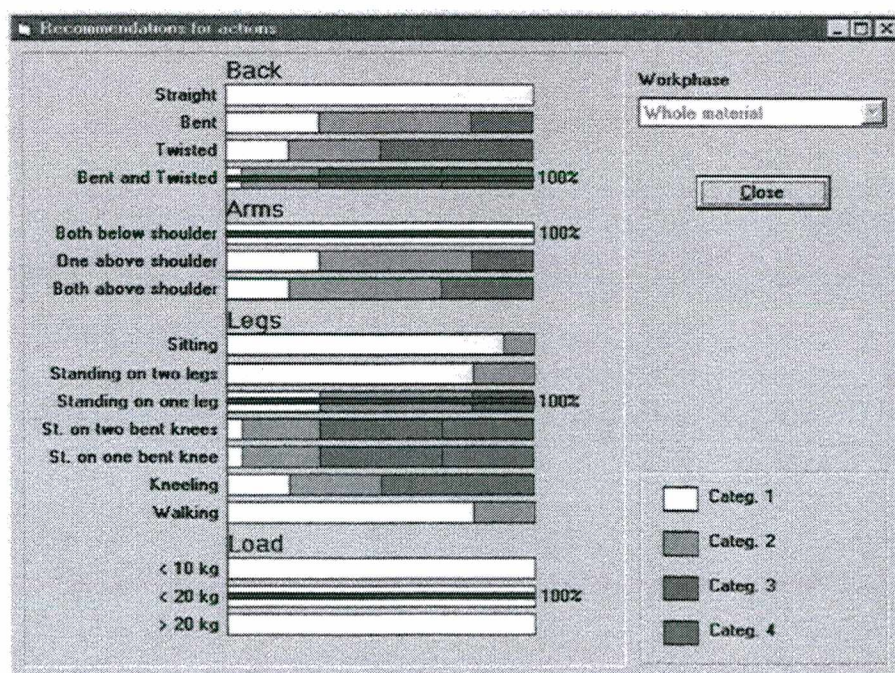 Recommendations for actions
Back
Straight
Bent
Twisted
Bent and Twisted 100%
Arms
Both below shoulder 100%
One above shoulder
Both above shoulder
Legs
Sitting
Standing on two legs
Standing on one leg 100%
St. on two bent knees
St. on one bent knee
Kneeling
Walking
Load
< 10 kg
< 20 kg 100%
> 20 kg
Workphase
Whole material
Close
Categ. 1
Categ. 2
Categ. 3
Categ. 4